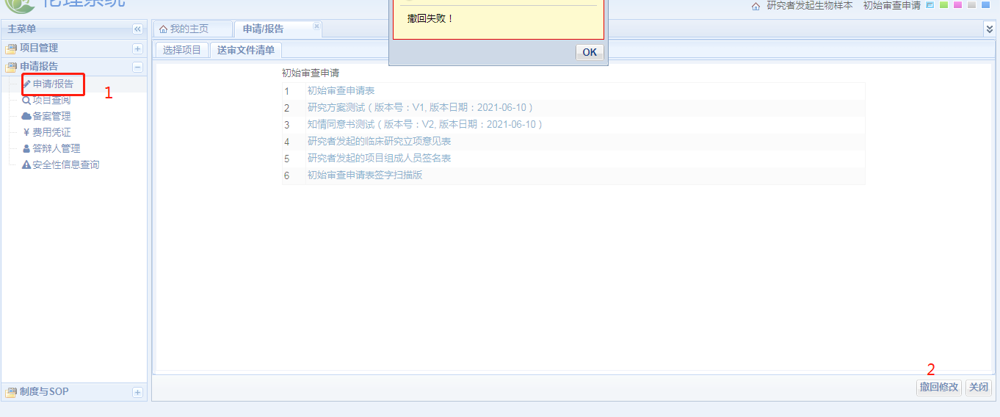 伦理系统
研究者发起生物样本 初始审查申请
撤回失败！
OK
主菜单
我的主页
申请/报告
项目管理
选择项目
送审文件清单
申请报告
申请/报告
1
项目查阅
备案管理
¥ 费用凭证
答辩人管理
安全性信息查询
初始审查申请
1 初始审查申请表
2 研究方案测试（版本号：V1, 版本日期：2021-06-10）
3 知情同意书测试（版本号：V2, 版本日期：2021-06-10）
4 研究者发起的临床研究立项意见表
5 研究者发起的项目组成人员签名表
6 初始审查申请表签字扫描版
制度与SOP
2
撤回修改
关闭